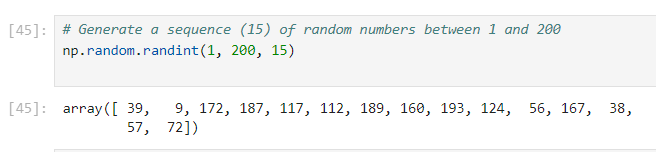 [45]: # Generate a sequence (15) of random numbers between 1 and 200
np.random.randint(1, 200, 15)
[45]: array([ 39,   9, 172, 187, 117, 112, 189, 160, 193, 124,  56, 167,  38,
        57,  72])